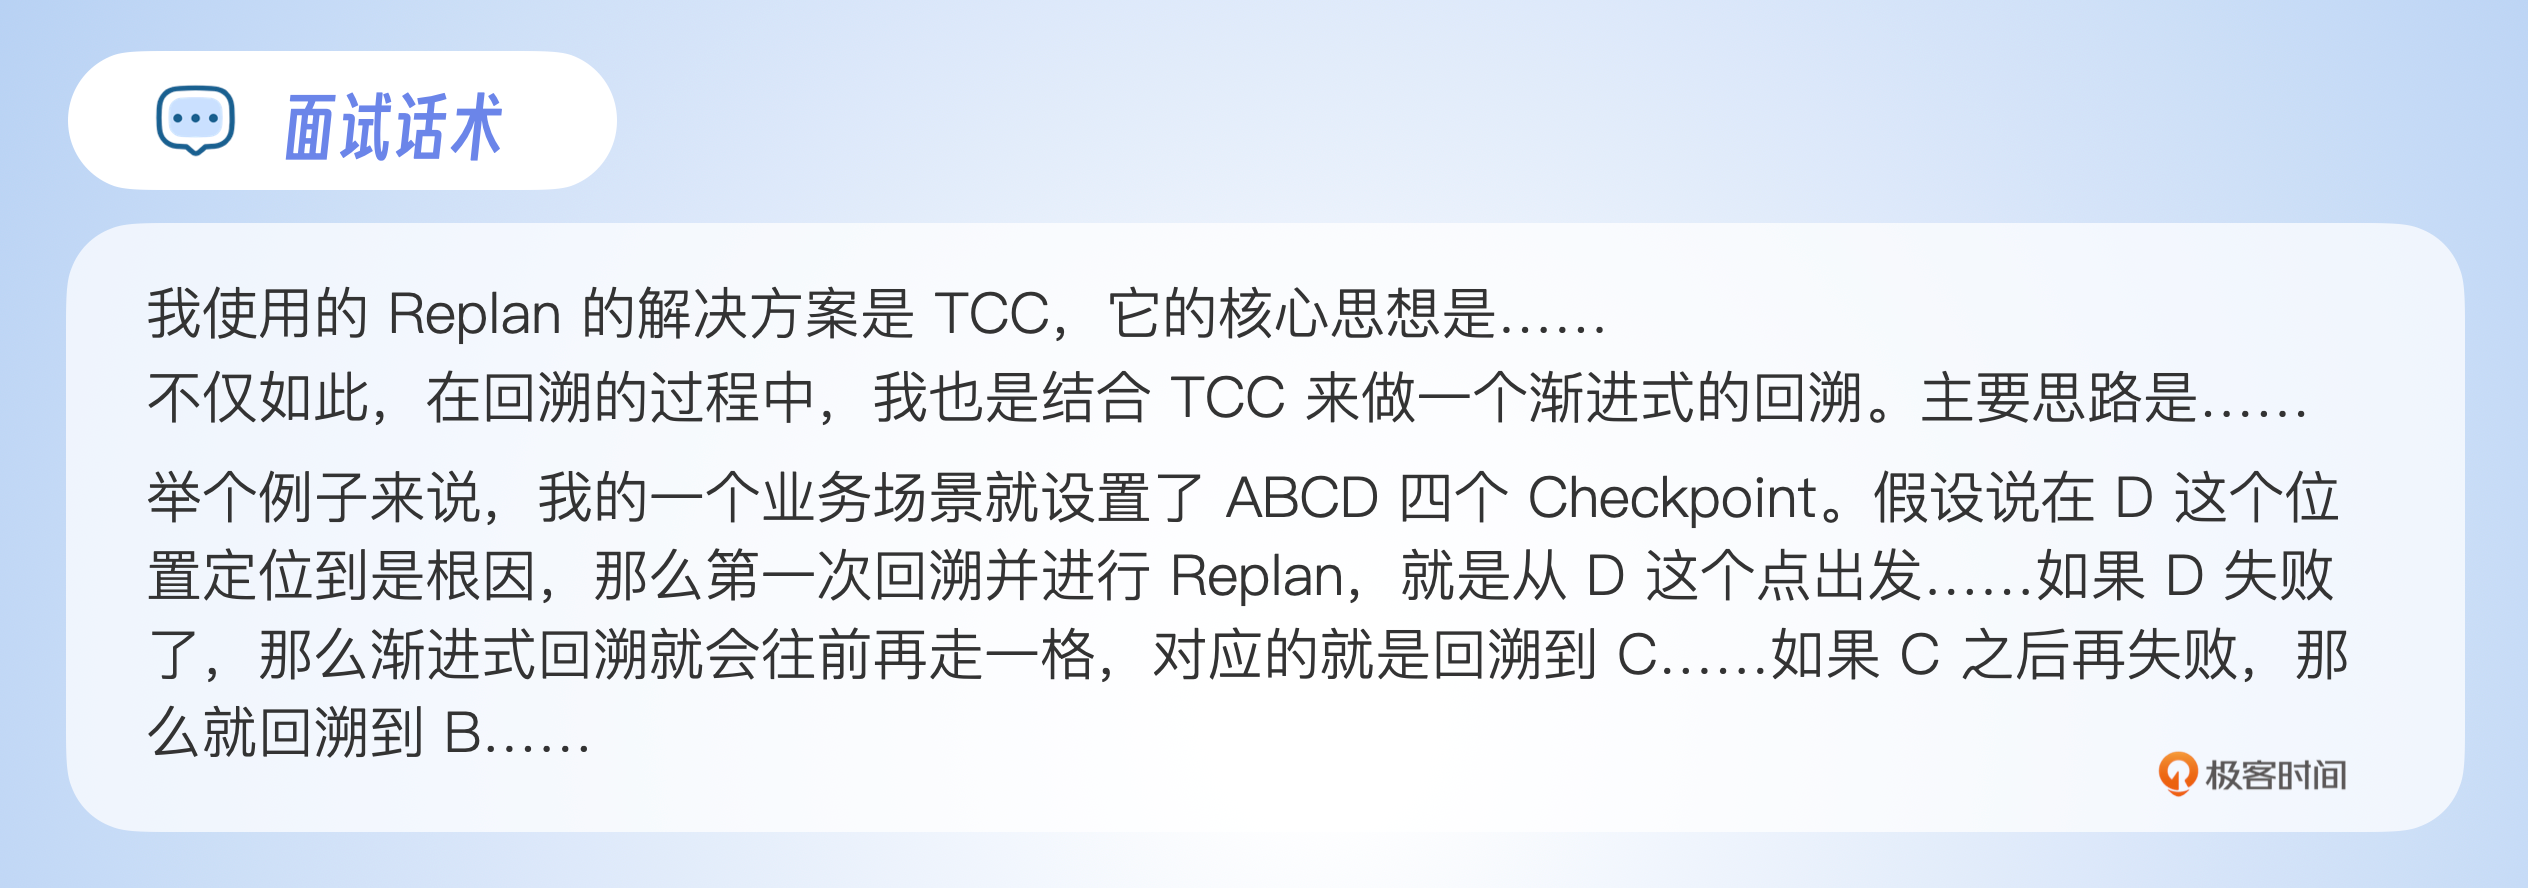 面试话术
我使用的 Replan 的解决方案是 TCC，它的核心思想是……
不仅如此，在回溯的过程中，我也是结合 TCC 来做一个渐进式的回溯。主要思路是……
举个例子来说，我的一个业务场景就设置了 ABCD 四个 Checkpoint。假设说在 D 这个位
置定位到是根因，那么第一次回溯并进行 Replan，就是从 D 这个点出发……如果 D 失败
了，那么渐进式回溯就会往前再走一格，对应的就是回溯到 C……如果 C 之后再失败，那
么就回溯到 B……
极客时间